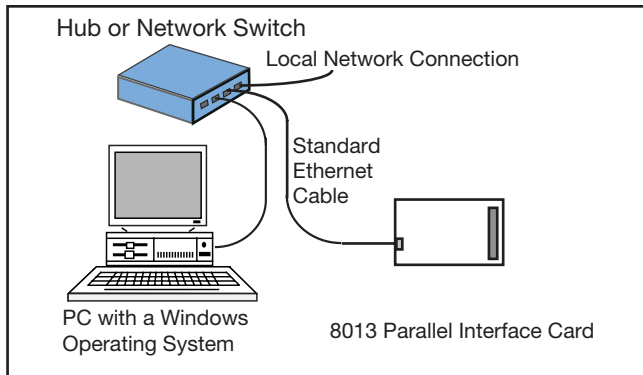 Hub or Network Switch
Local Network Connection
Standard
Ethernet
Cable
PC with a Windows
Operating System
8013 Parallel Interface Card